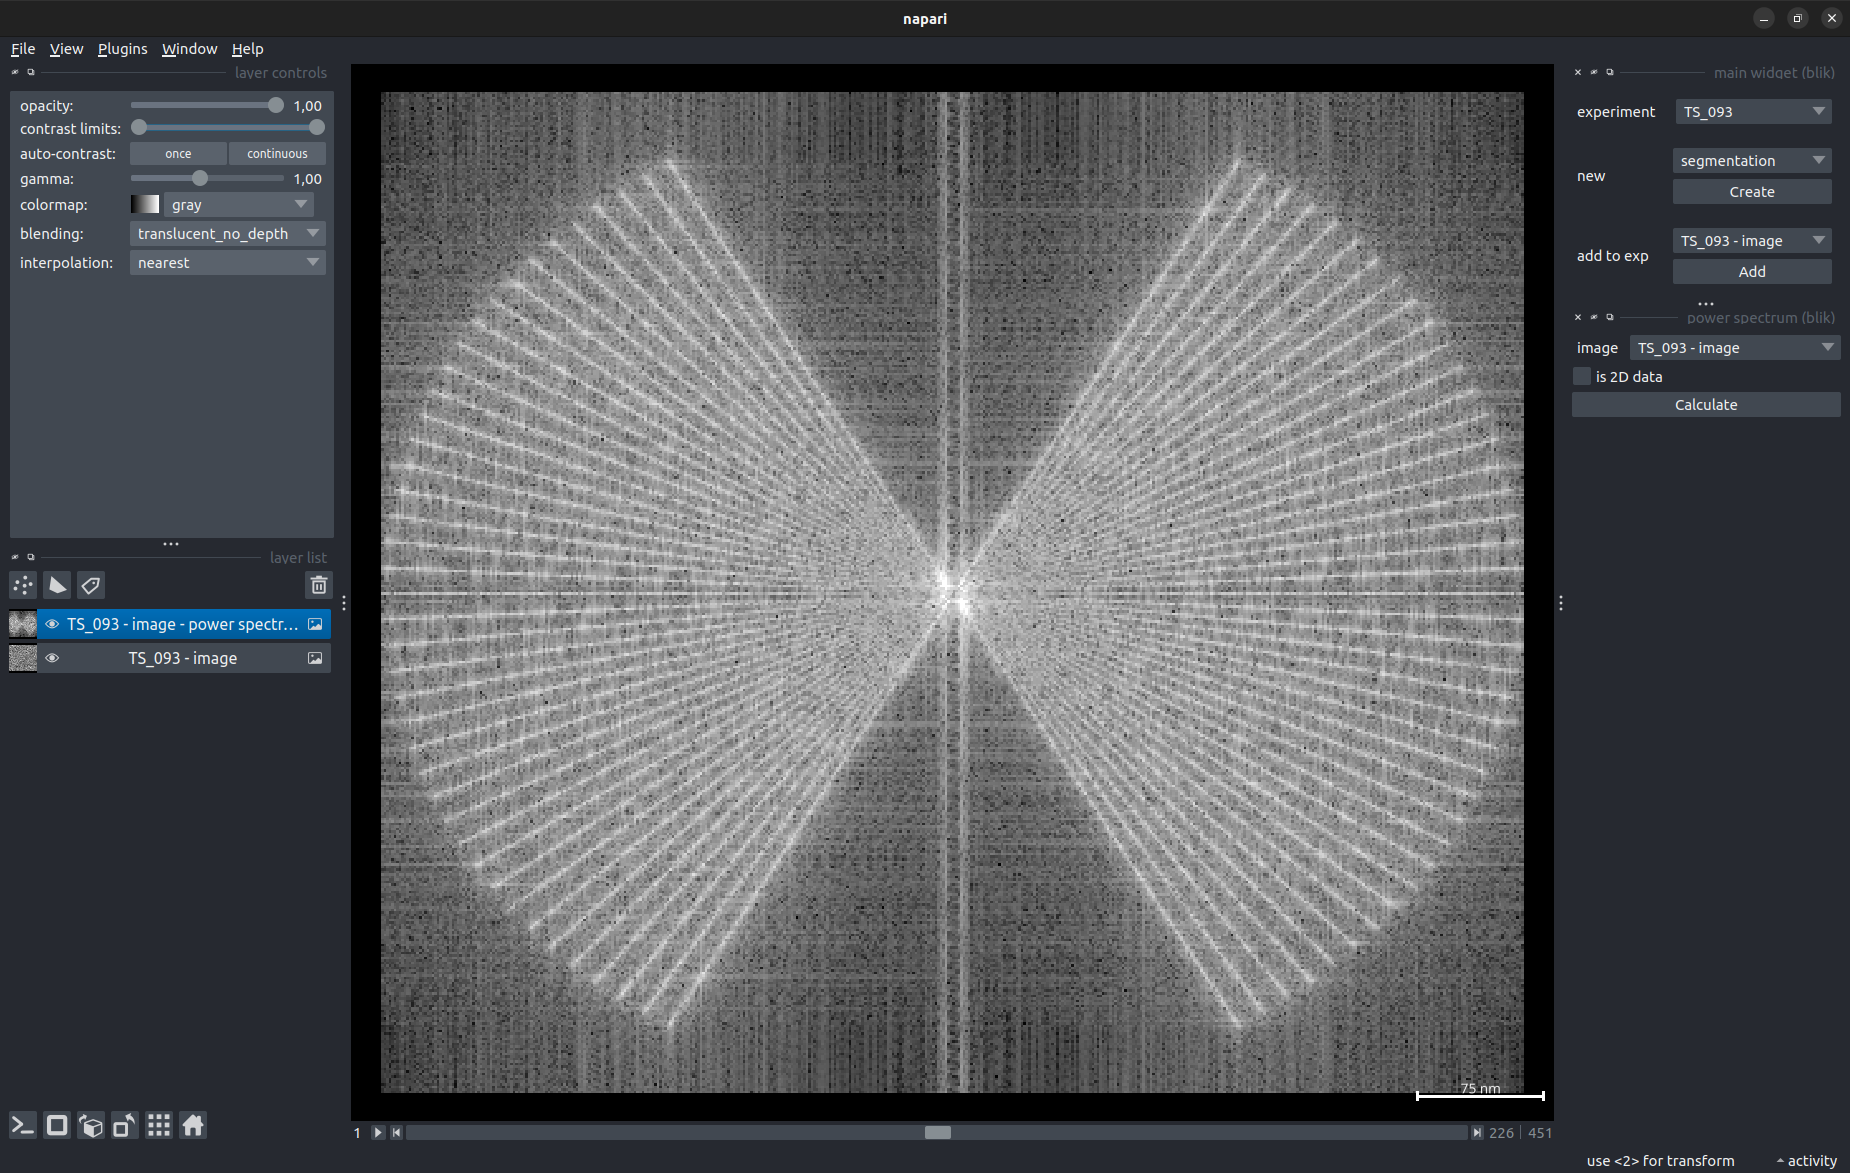 napari
File View Plugins Window Help
layer controls
opacity: 1,00
contrast limits:
auto-contrast: once continuous
gamma: 1,00
colormap: gray
blending: translucent_no_depth
interpolation: nearest
layer list
TS_093 - image - power spectr...
TS_093 - image
75 nm
1 226 451
main widget (blik)
experiment TS_093
new segmentation
Create
add to exp TS_093 - image
Add
power spectrum (blik)
image TS_093 - image
is 2D data
Calculate
use <2> for transform activity